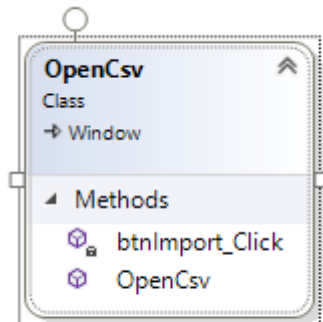 OpenCsv
Class
Window
Methods
btnImport_Click
OpenCsv